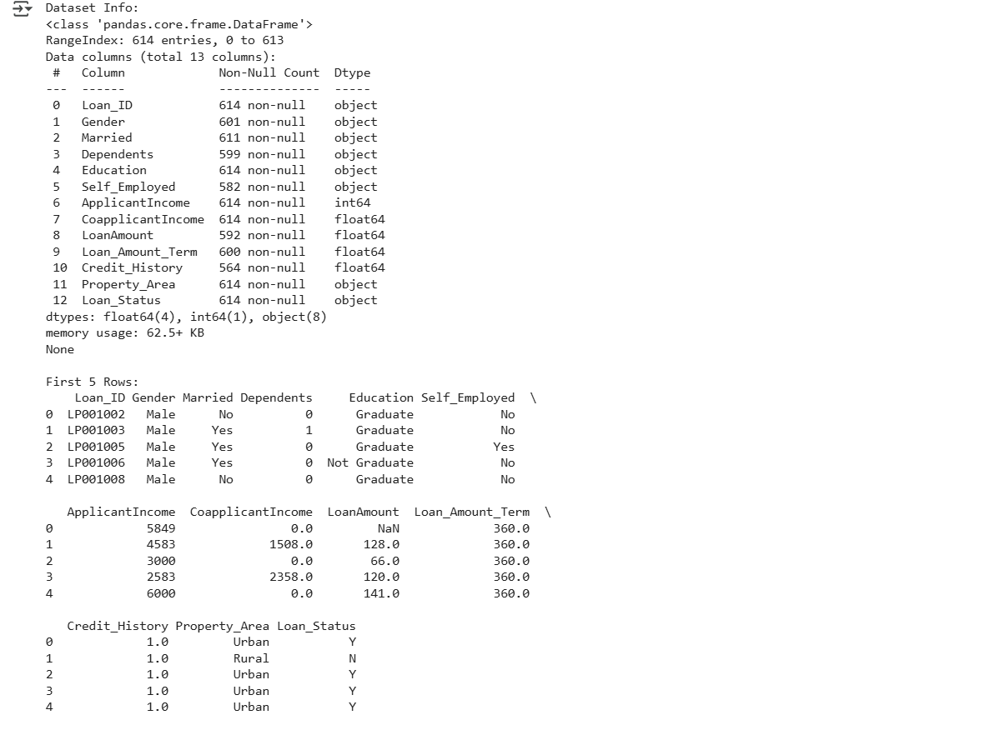 Dataset Info:
<class 'pandas.core.frame.DataFrame'>
RangeIndex: 614 entries, 0 to 613
Data columns (total 13 columns):
 #   Column             Non-Null Count  Dtype
---  ------             --------------  -----
 0   Loan_ID            614 non-null    object
 1   Gender             601 non-null    object
 2   Married            611 non-null    object
 3   Dependents         599 non-null    object
 4   Education          614 non-null    object
 5   Self_Employed      582 non-null    object
 6   ApplicantIncome    614 non-null    int64
 7   CoapplicantIncome  614 non-null    float64
 8   LoanAmount         592 non-null    float64
 9   Loan_Amount_Term   600 non-null    float64
 10  Credit_History     564 non-null    float64
 11  Property_Area      614 non-null    object
 12  Loan_Status        614 non-null    object
dtypes: float64(4), int64(1), object(8)
memory usage: 62.5+ KB
None

First 5 Rows:
    Loan_ID Gender Married Dependents     Education Self_Employed  \
0  LP001002   Male      No          0      Graduate            No
1  LP001003   Male     Yes          1      Graduate            No
2  LP001005   Male     Yes          0      Graduate           Yes
3  LP001006   Male     Yes          0  Not Graduate            No
4  LP001008   Male      No          0      Graduate            No

   ApplicantIncome  CoapplicantIncome  LoanAmount  Loan_Amount_Term  \
0             5849                0.0         NaN             360.0
1             4583             1508.0       128.0             360.0
2             3000                0.0        66.0             360.0
3             2583             2358.0       120.0             360.0
4             6000                0.0       141.0             360.0

   Credit_History Property_Area Loan_Status
0             1.0         Urban           Y
1             1.0         Rural           N
2             1.0         Urban           Y
3             1.0         Urban           Y
4             1.0         Urban           Y